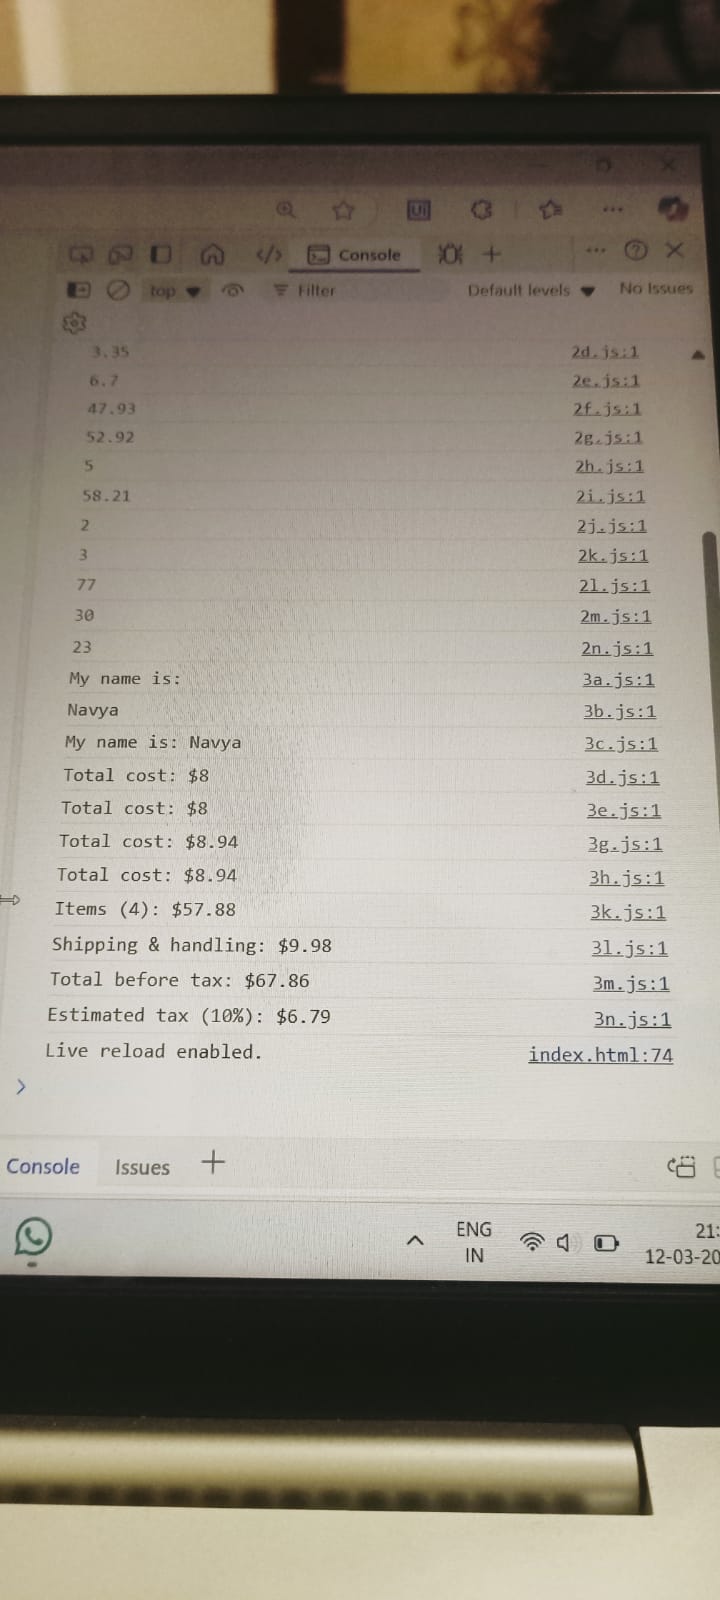 Console
top
Filter
Default levels
No Issues
3.35 2d.js:1
6.7 2e.js:1
47.93 2f.js:1
52.92 2g.js:1
5 2h.js:1
58.21 2i.js:1
2 2j.js:1
3 2k.js:1
77 2l.js:1
30 2m.js:1
23 2n.js:1
My name is: 3a.js:1
Navya 3b.js:1
My name is: Navya 3c.js:1
Total cost: $8 3d.js:1
Total cost: $8 3e.js:1
Total cost: $8.94 3g.js:1
Total cost: $8.94 3h.js:1
Items (4): $57.88 3k.js:1
Shipping & handling: $9.98 3l.js:1
Total before tax: $67.86 3m.js:1
Estimated tax (10%): $6.79 3n.js:1
Live reload enabled. index.html:74
Console Issues
ENG 21:
IN 12-03-20